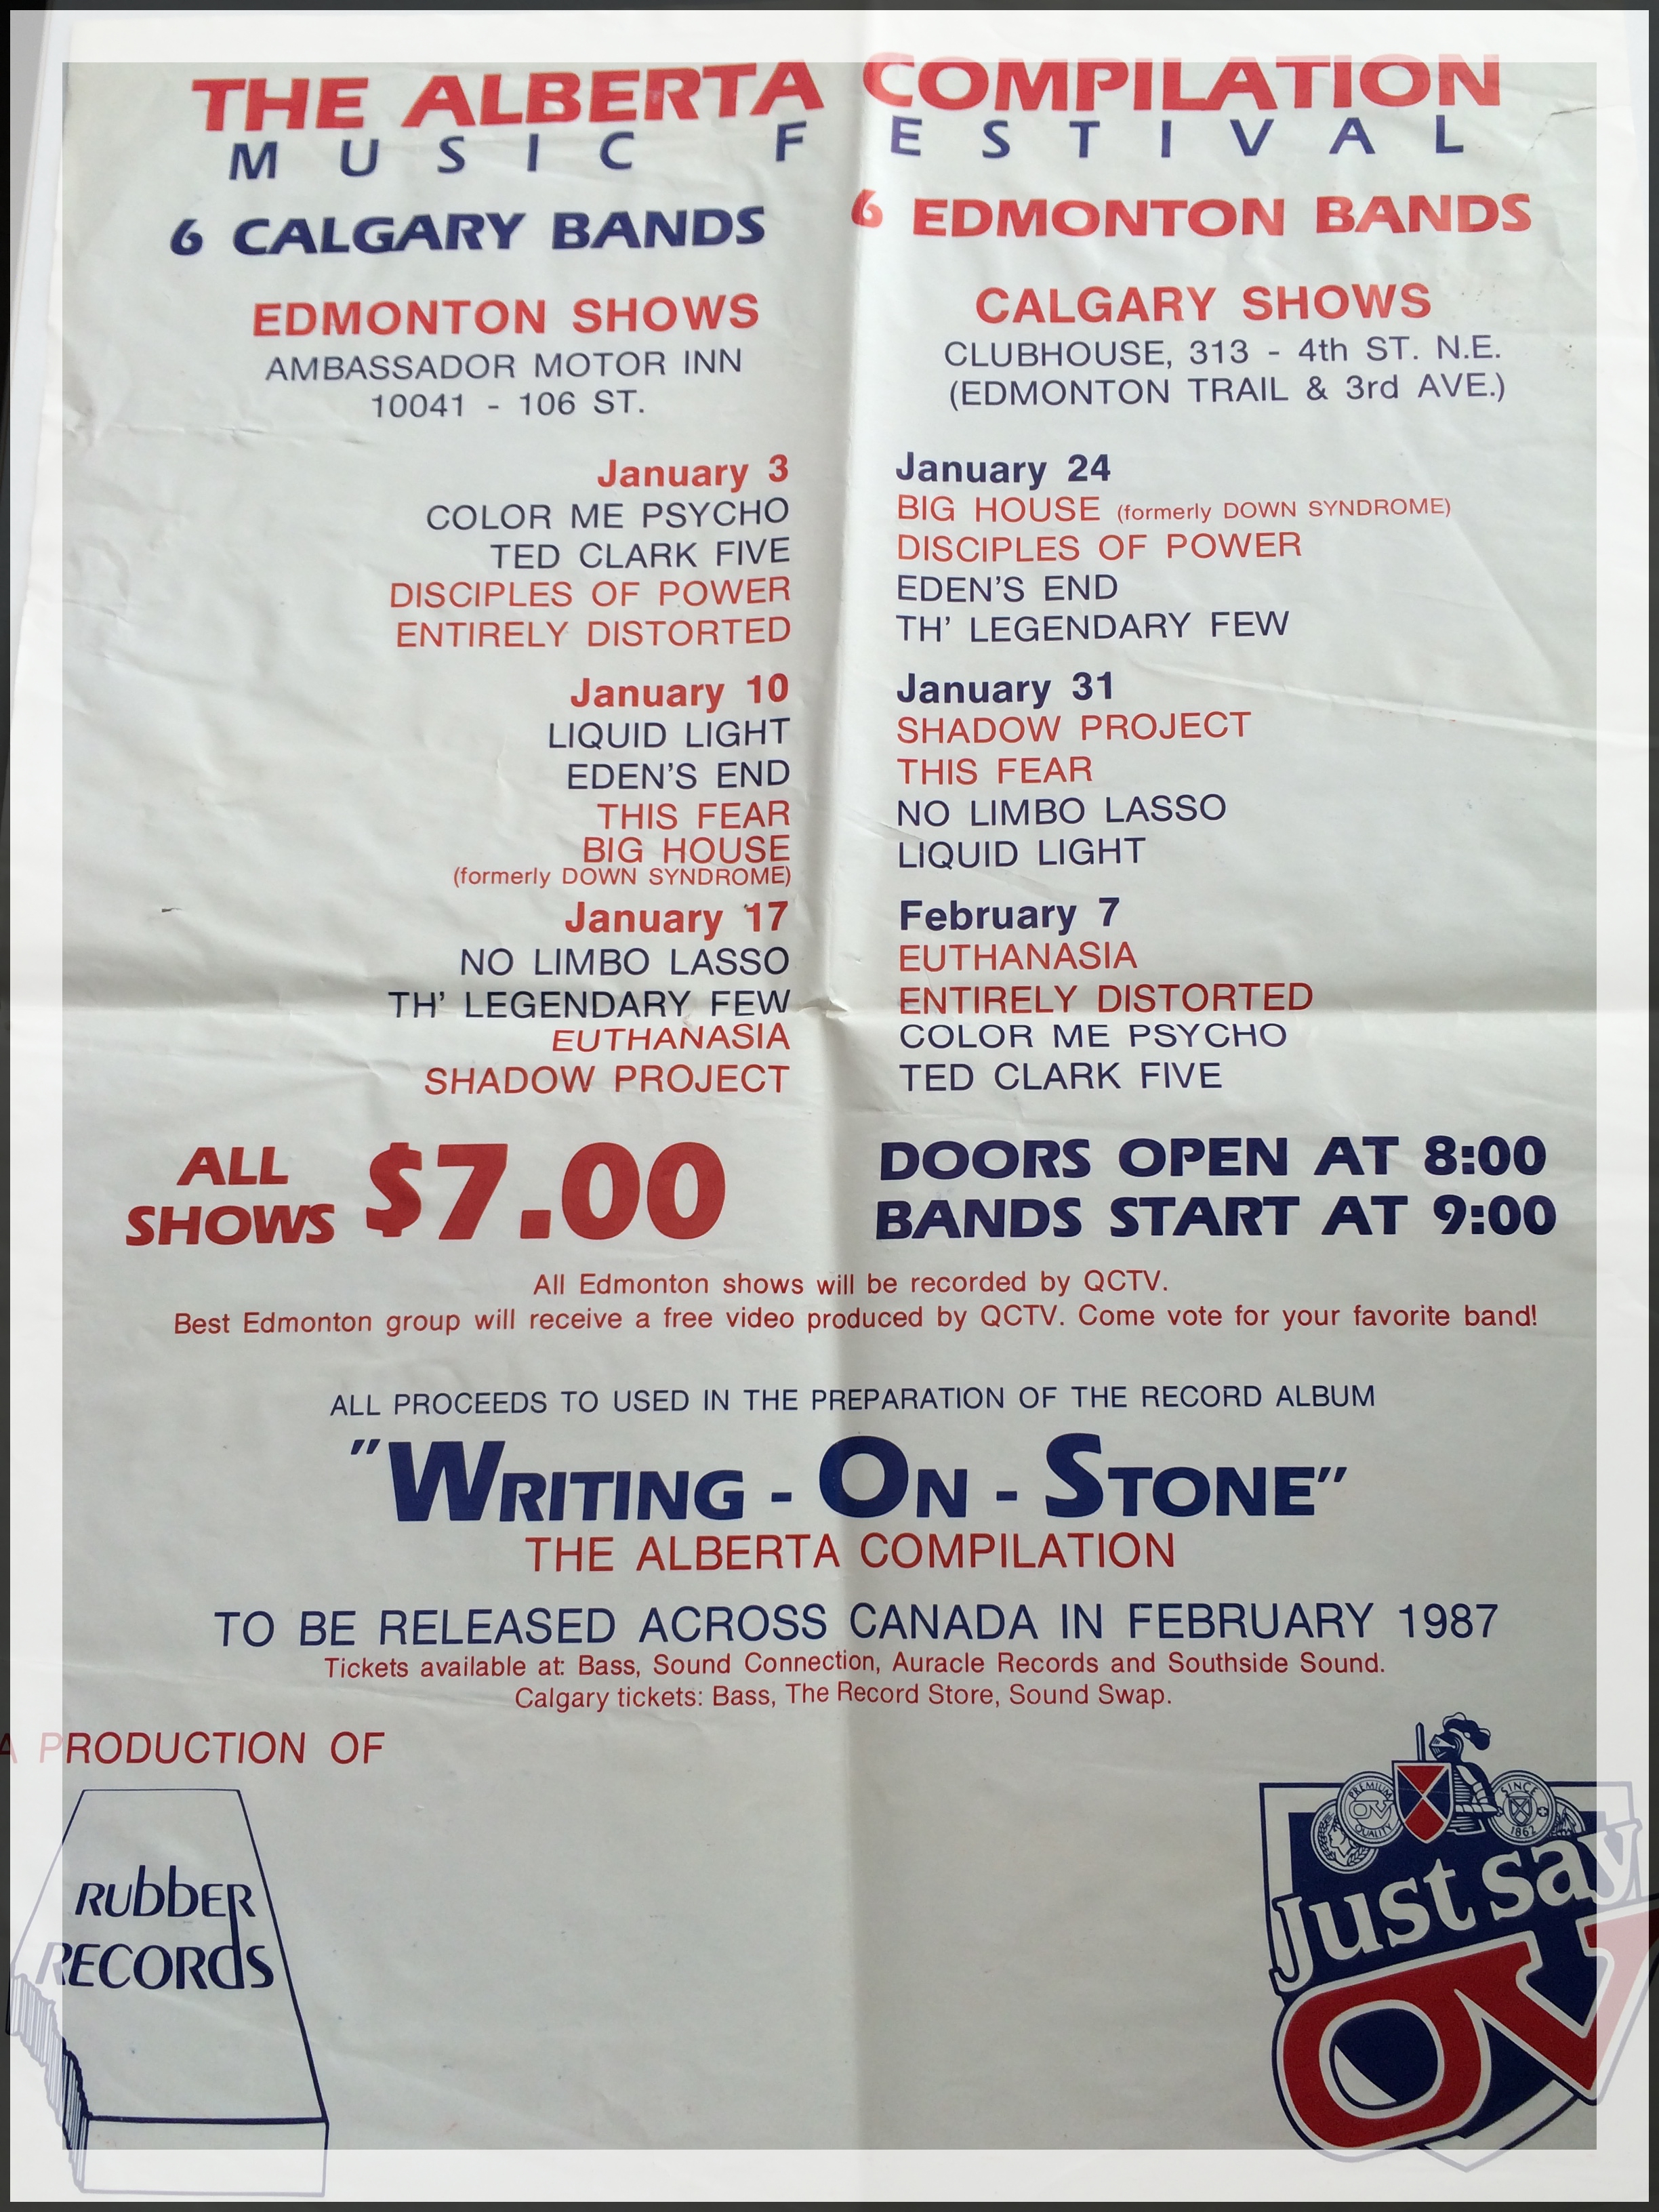 THE ALBERTA COMPILATION
MUSIC FESTIVAL
6 CALGARY BANDS
6 EDMONTON BANDS
EDMONTON SHOWS
AMBASSADOR MOTOR INN
10041 - 106 ST.
January 3
COLOR ME PSYCHO
TED CLARK FIVE
DISCIPLES OF POWER
ENTIRELY DISTORTED
January 10
LIQUID LIGHT
EDEN'S END
THIS FEAR
BIG HOUSE
(formerly DOWN SYNDROME)
January 17
NO LIMBO LASSO
TH' LEGENDARY FEW
EUTHANASIA
SHADOW PROJECT
CALGARY SHOWS
CLUBHOUSE, 313 - 4th ST. N.E.
(EDMONTON TRAIL & 3rd AVE.)
January 24
BIG HOUSE (formerly DOWN SYNDROME)
DISCIPLES OF POWER
EDEN'S END
TH' LEGENDARY FEW
January 31
SHADOW PROJECT
THIS FEAR
NO LIMBO LASSO
LIQUID LIGHT
February 7
EUTHANASIA
ENTIRELY DISTORTED
COLOR ME PSYCHO
TED CLARK FIVE
ALL
SHOWS $7.00
DOORS OPEN AT 8:00
BANDS START AT 9:00
All Edmonton shows will be recorded by QCTV.
Best Edmonton group will receive a free video produced by QCTV. Come vote for your favorite band!
ALL PROCEEDS TO USED IN THE PREPARATION OF THE RECORD ALBUM
"WRITING - ON - STONE"
THE ALBERTA COMPILATION
TO BE RELEASED ACROSS CANADA IN FEBRUARY 1987
Tickets available at: Bass, Sound Connection, Auracle Records and Southside Sound.
Calgary tickets: Bass, The Record Store, Sound Swap.
A PRODUCTION OF
RUBBER
RECORDS
PREMIUM
OV
QUALITY
SINCE
1862
Just say
OV